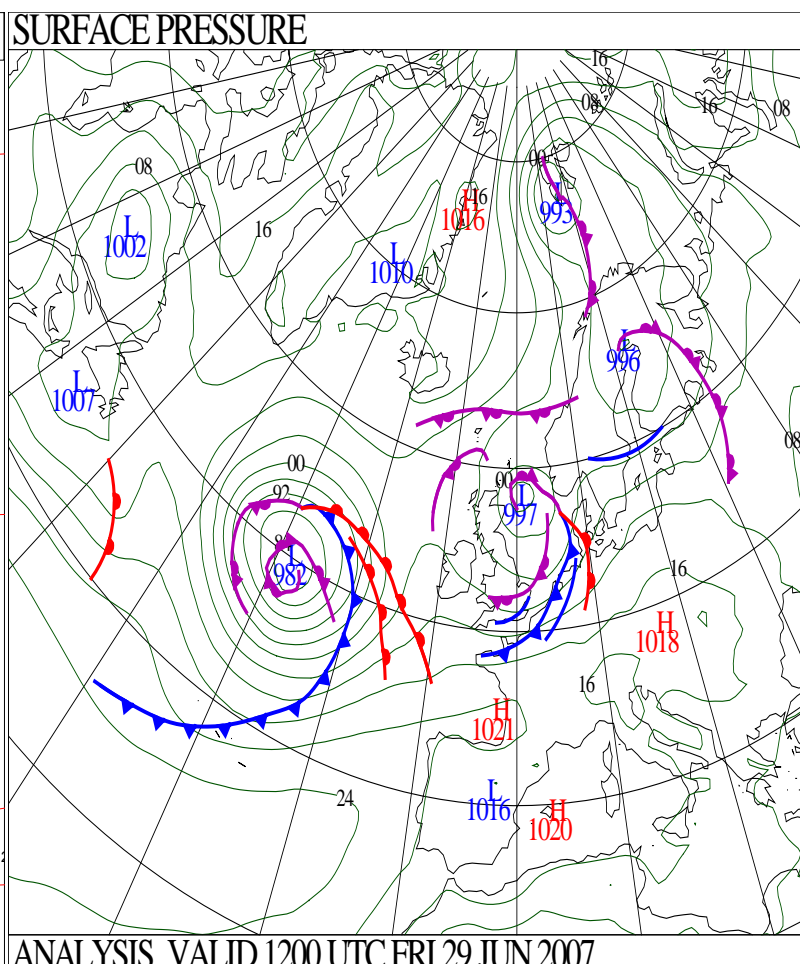 SURFACE PRESSURE
16
08
16
08
00
08
L
993
H
16
1016
L
1002
16
L
1010
L
996
L
1007
08
00
92
00
L
997
L
982
16
H
1018
16
H
1021
L
1016
24
H
1020
ANALYSIS VALID 1200 UTC FRI 29 JUN 2007